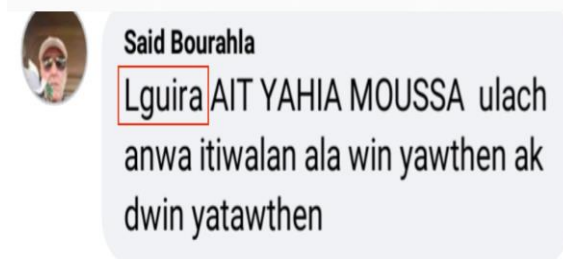 Said Bourahla
Lguira AIT YAHIA MOUSSA ulach
anwa itiwalan ala win yawthen ak
dwin yatawthen